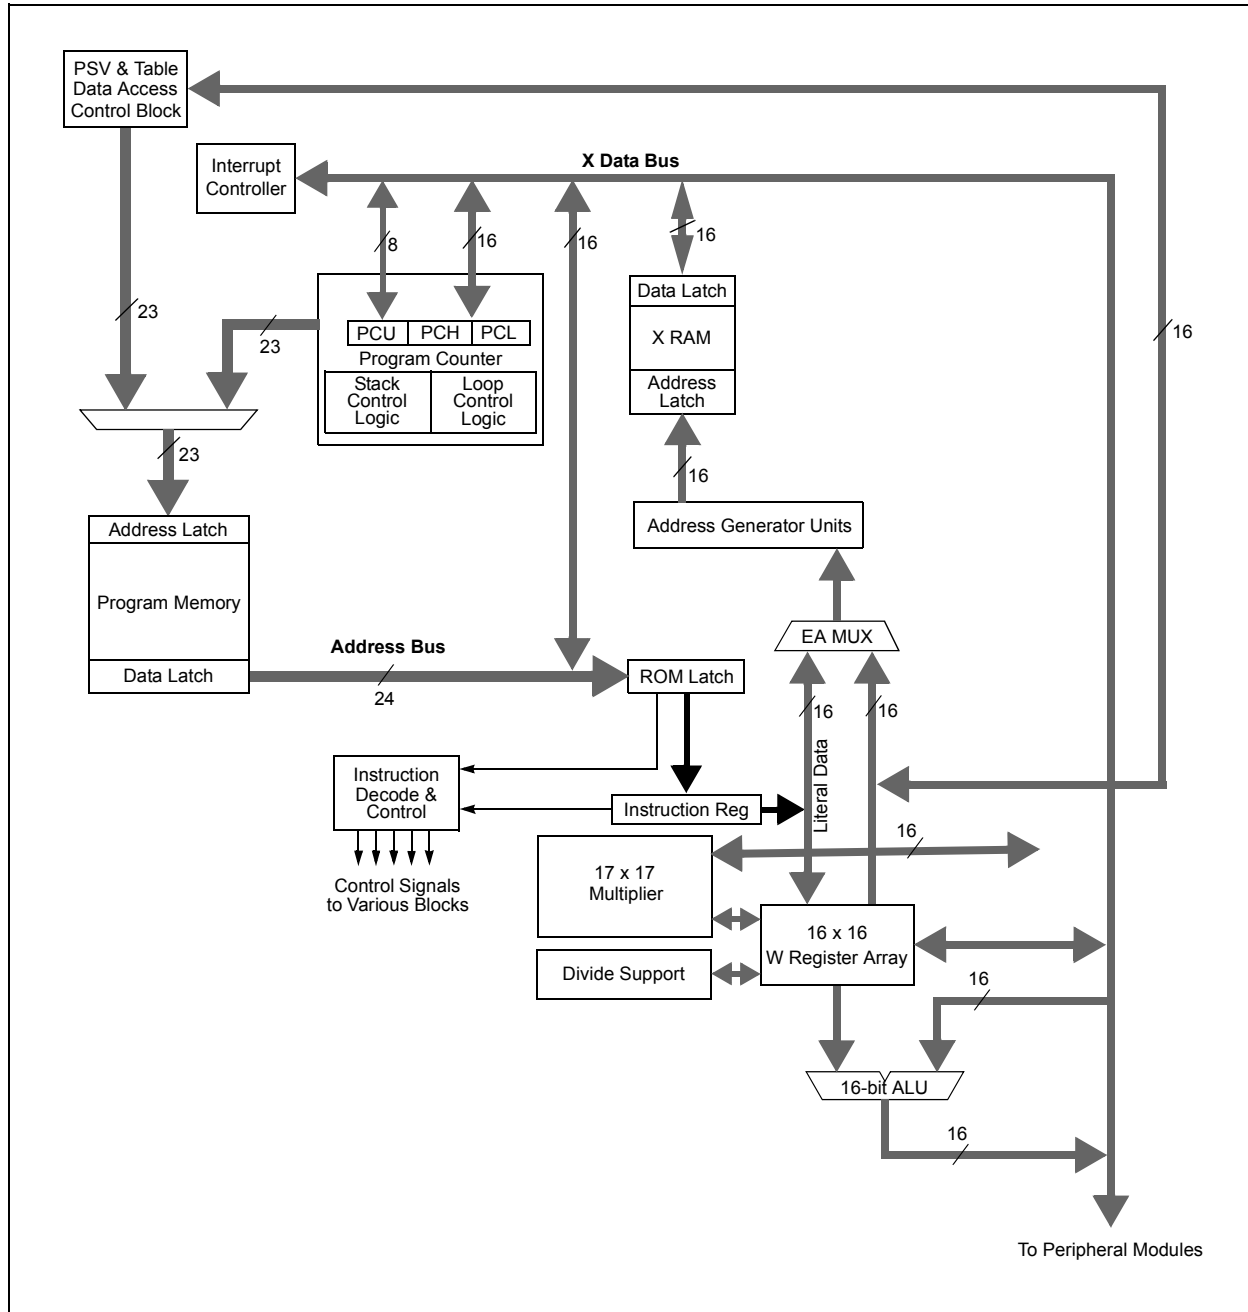 PSV & Table
Data Access
Control Block
Interrupt
Controller
X Data Bus
8
16
16
16
23
23
16
PCU
PCH
PCL
Program Counter
Stack
Control
Logic
Loop
Control
Logic
Data Latch
X RAM
Address
Latch
23
16
Address Latch
Program Memory
Data Latch
Address Generator Units
EA MUX
Address Bus
24
ROM Latch
16
16
Literal Data
Instruction
Decode &
Control
Instruction Reg
Control Signals
to Various Blocks
17 x 17
Multiplier
16
16 x 16
W Register Array
Divide Support
16
16-bit ALU
16
To Peripheral Modules